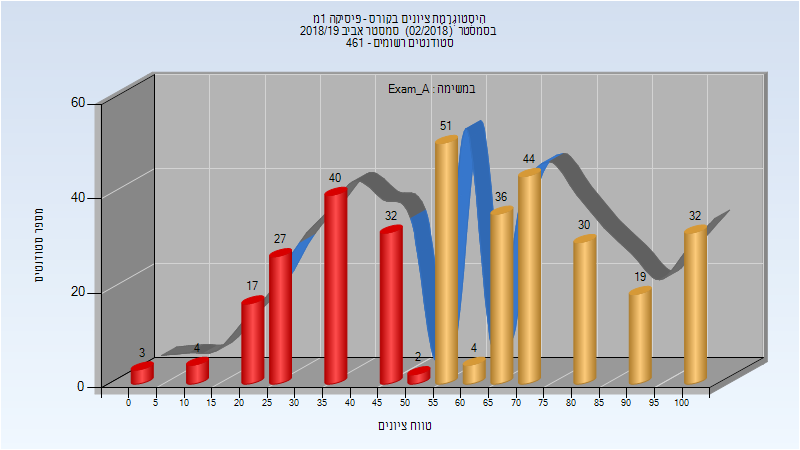 היסטוגרמת ציונים בקורס - פיסיקה 1מ
בסמסטר (02/2018) סמסטר אביב 2018/19
סטודנטים רשומים - 461
במשימה : Exam_A
מספר סטודנטים
60
40
20
0
3
4
17
27
40
32
2
51
4
36
44
30
19
32
0 5 10 15 20 25 30 35 40 45 50 55 60 65 70 75 80 85 90 95 100
טווח ציונים